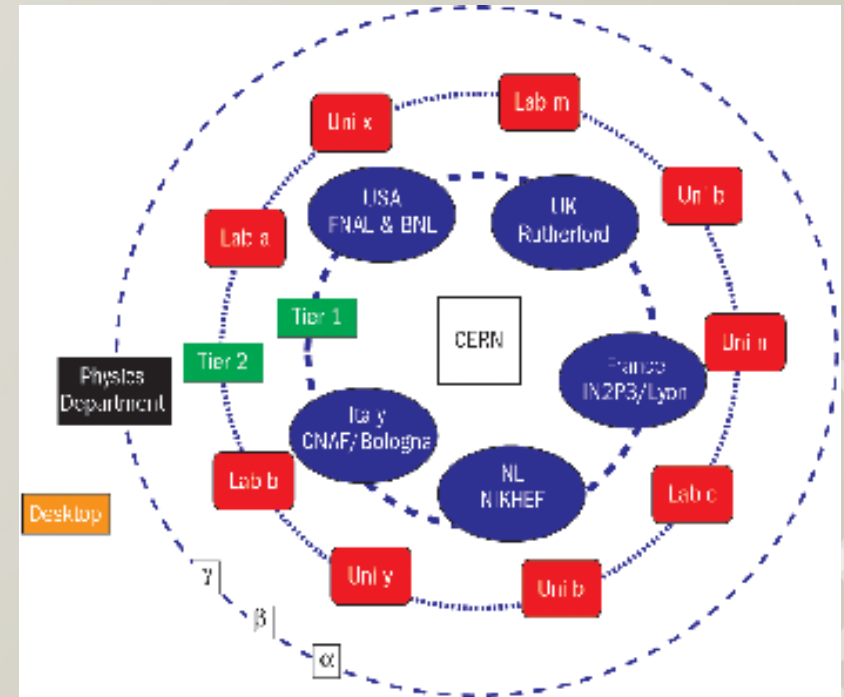 Lab m
Uni x
Uni b
USA
FNAL & BNL
UK
Rutherford
Lab a
Tier 1
CERN
Uni n
Tier 2
France
IN2P3/Lyon
Physics
Department
Italy
CNAF/Bologna
NL
NIKHEF
Lab b
Lab c
Desktop
Uni y
Uni b
γ
β
α